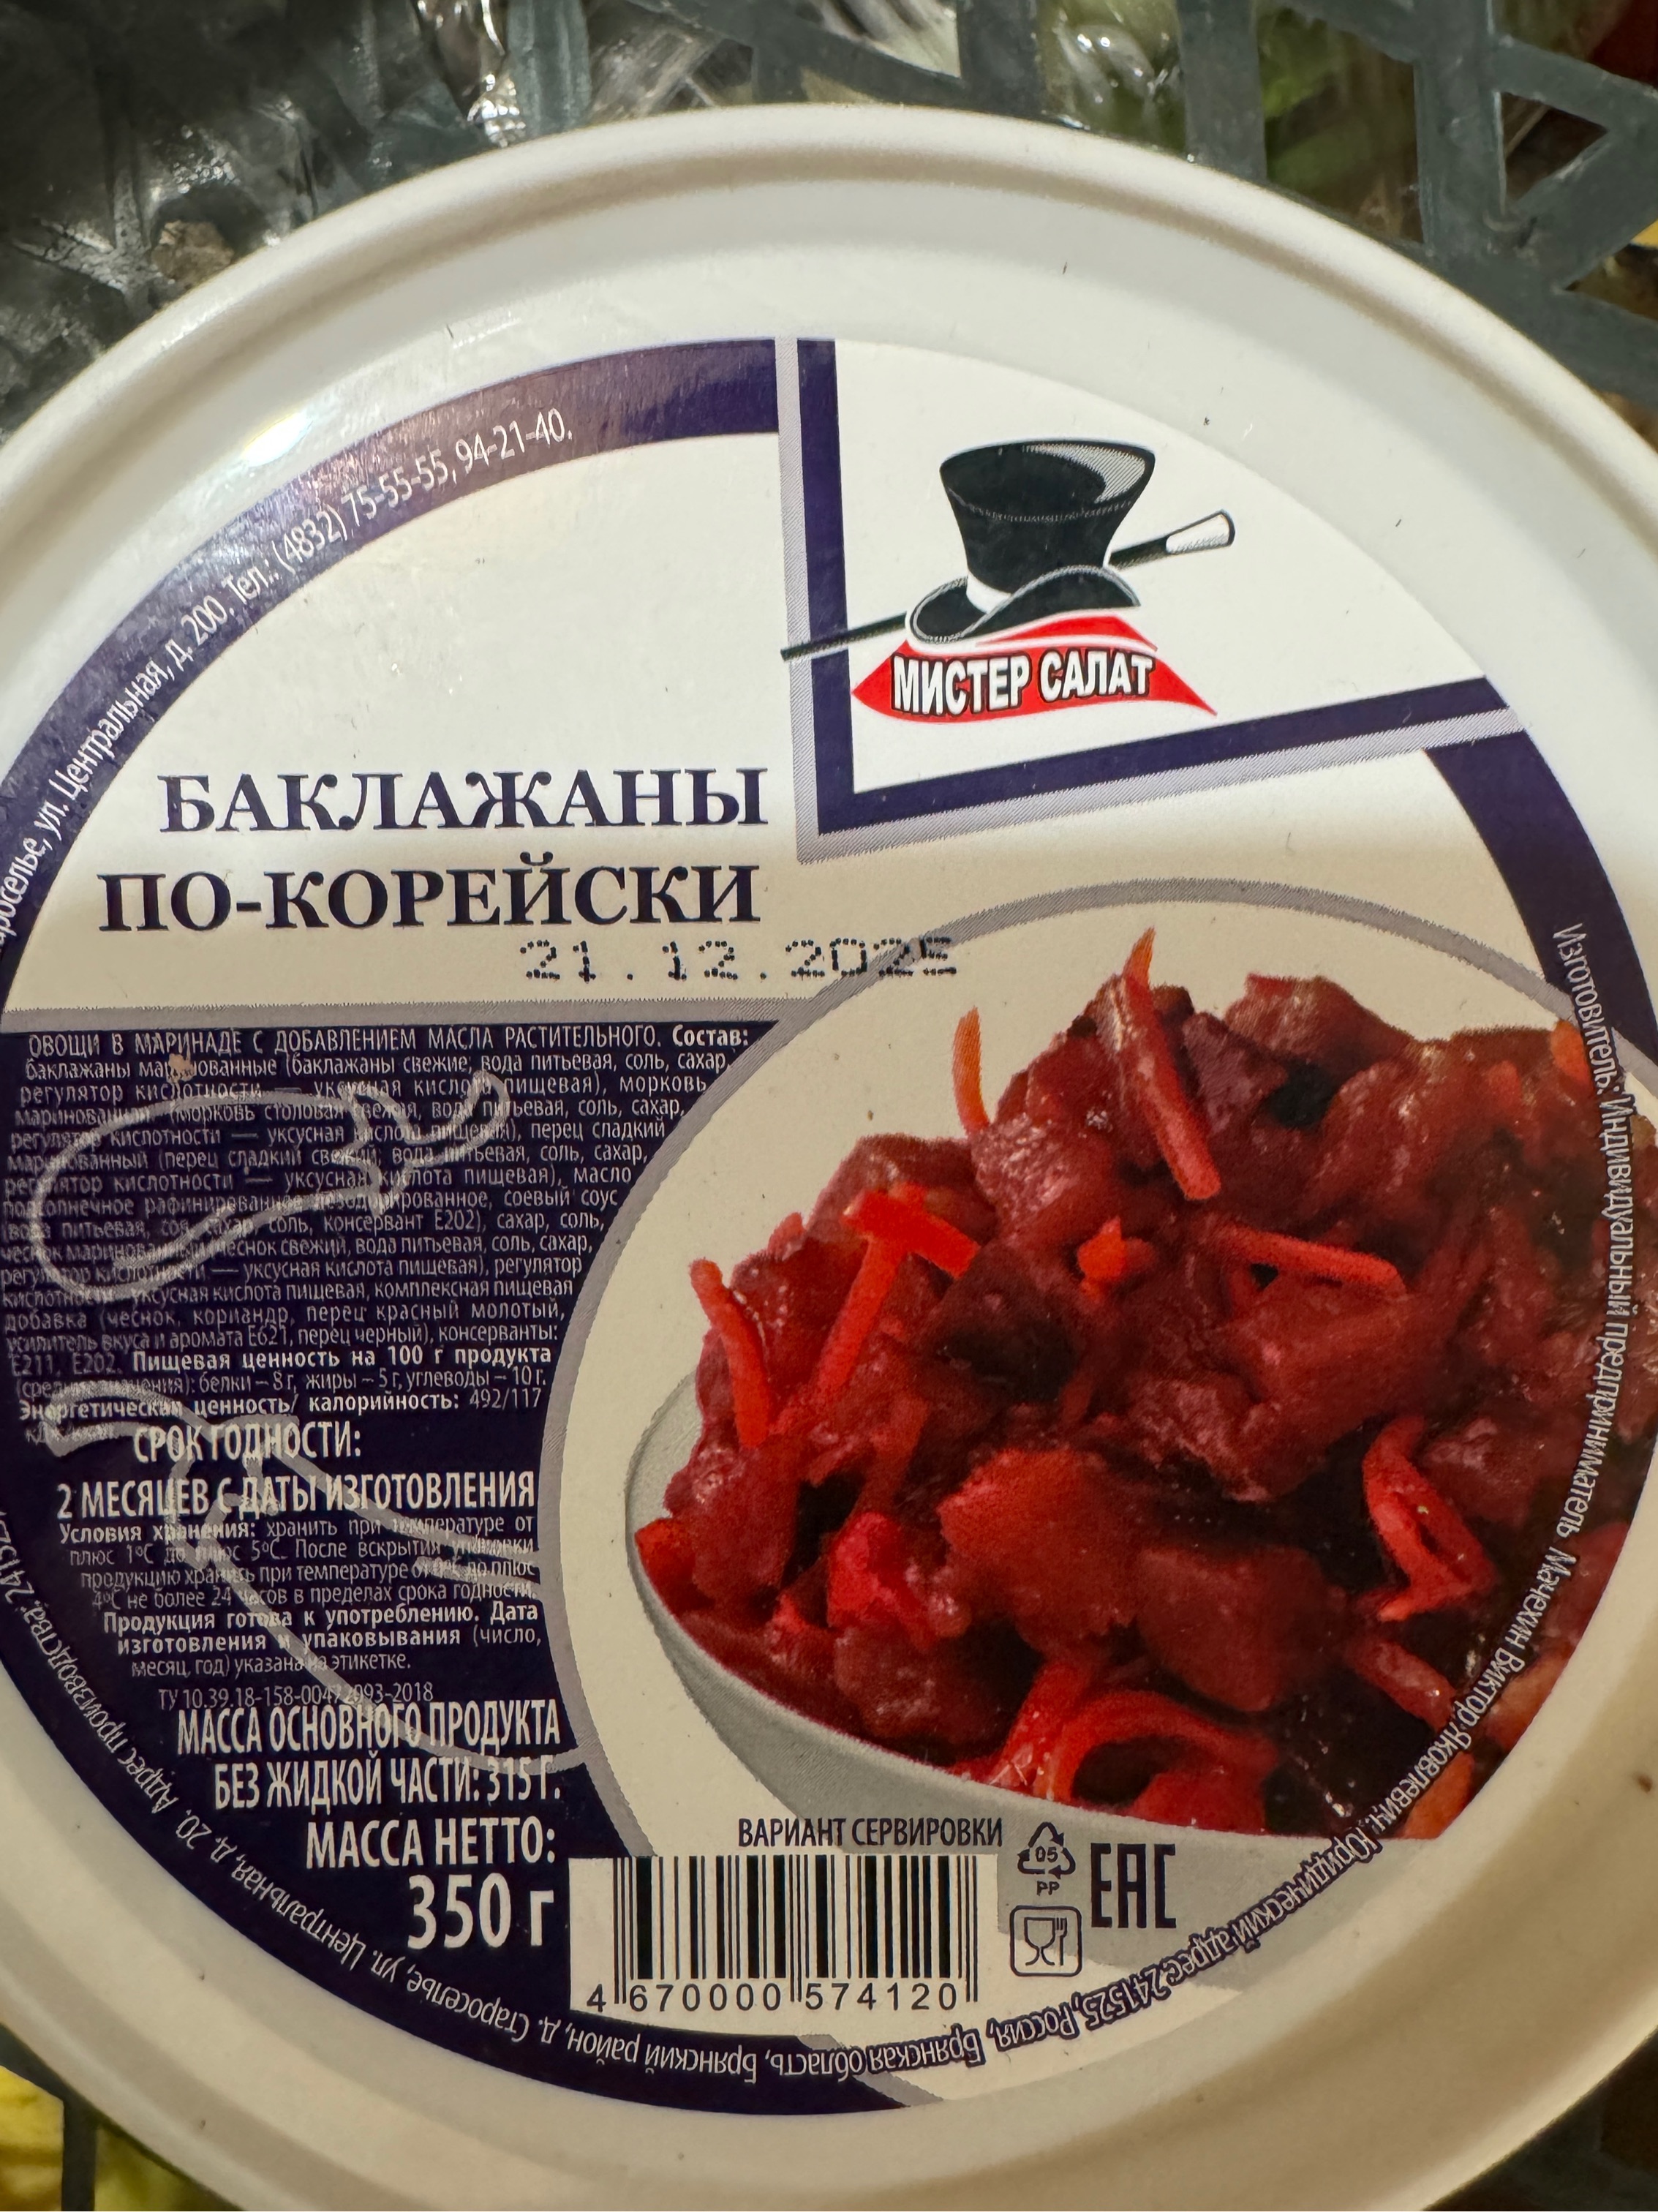 МИСТЕР САЛАТ
БАКЛАЖАНЫ
ПО-КОРЕЙСКИ
21.12.2025
ОВОЩИ В МАРИНАДЕ С ДОБАВЛЕНИЕМ МАСЛА РАСТИТЕЛЬНОГО. Состав:
баклажаны маринованные (баклажаны свежие, вода питьевая, соль, сахар,
регулятор кислотности — уксусная кислота пищевая), морковь
маринованная (морковь столовая свежая, вода питьевая, соль, сахар,
регулятор кислотности — уксусная кислота пищевая), перец сладкий
маринованный (перец сладкий свежий, вода питьевая, соль, сахар,
регулятор кислотности — уксусная кислота пищевая), масло
подсолнечное рафинированное дезодорированное, соевый соус
(вода питьевая, соя, сахар, соль, консервант Е202), сахар, соль,
чеснок маринованный (чеснок свежий, вода питьевая, соль, сахар,
регулятор кислотности — уксусная кислота пищевая), регулятор
кислотности – уксусная кислота пищевая, комплексная пищевая
добавка (чеснок, кориандр, перец красный молотый,
усилитель вкуса и аромата Е621, перец черный), консерванты:
Е211, Е202. Пищевая ценность на 100 г продукта
(средние значения): белки – 8 г, жиры – 5 г, углеводы – 10 г.
Энергетическая ценность/ калорийность: 492/117
кДж/ккал.
СРОК ГОДНОСТИ:
2 МЕСЯЦЕВ С ДАТЫ ИЗГОТОВЛЕНИЯ
Условия хранения: хранить при температуре от
плюс 1°С до плюс 5°С. После вскрытия упаковки
продукцию хранить при температуре от 0°С до плюс
4°С не более 24 часов в пределах срока годности.
Продукция готова к употреблению. Дата
изготовления и упаковывания (число,
месяц, год) указана на этикетке.
ТУ 10.39.18-158-00472093-2018
МАССА ОСНОВНОГО ПРОДУКТА
БЕЗ ЖИДКОЙ ЧАСТИ: 315 Г.
МАССА НЕТТО:
350 г
ВАРИАНТ СЕРВИРОВКИ
05
PP
ЕАС
4 670000 574120
Изготовитель: Индивидуальный предприниматель Мачехин Виктор Яковлевич. Юридический адрес: 241525, Россия, Брянская область, Брянский район, д. Староселье, ул. Центральная, д. 20. Адрес производства:
ул. Центральная, д. 200. Тел.: (4832) 75-55-55, 94-21-40.